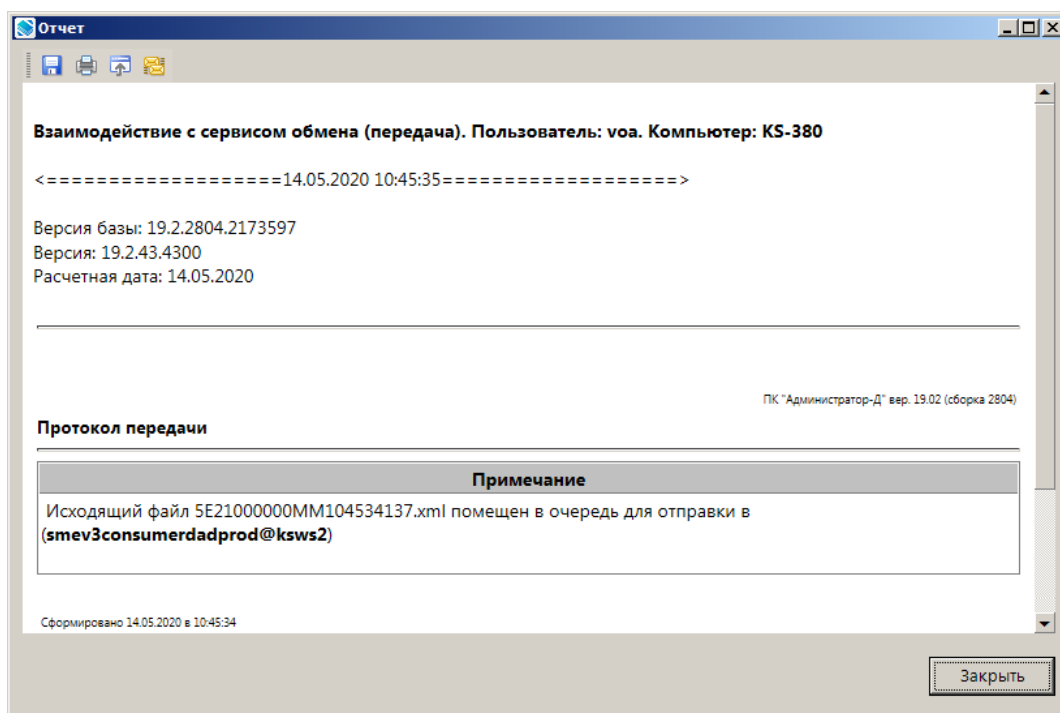 Отчет
Взаимодействие с сервисом обмена (передача). Пользователь: voa. Компьютер: KS-380
<===================14.05.2020 10:45:35===================>
Версия базы: 19.2.2804.2173597
Версия: 19.2.43.4300
Расчетная дата: 14.05.2020
ПК "Администратор-Д" вер. 19.02 (сборка 2804)
Протокол передачи
Примечание
Исходящий файл 5E21000000MM104534137.xml помещен в очередь для отправки в
(smev3consumerdadprod@ksws2)
Сформировано 14.05.2020 в 10:45:34
Закрыть